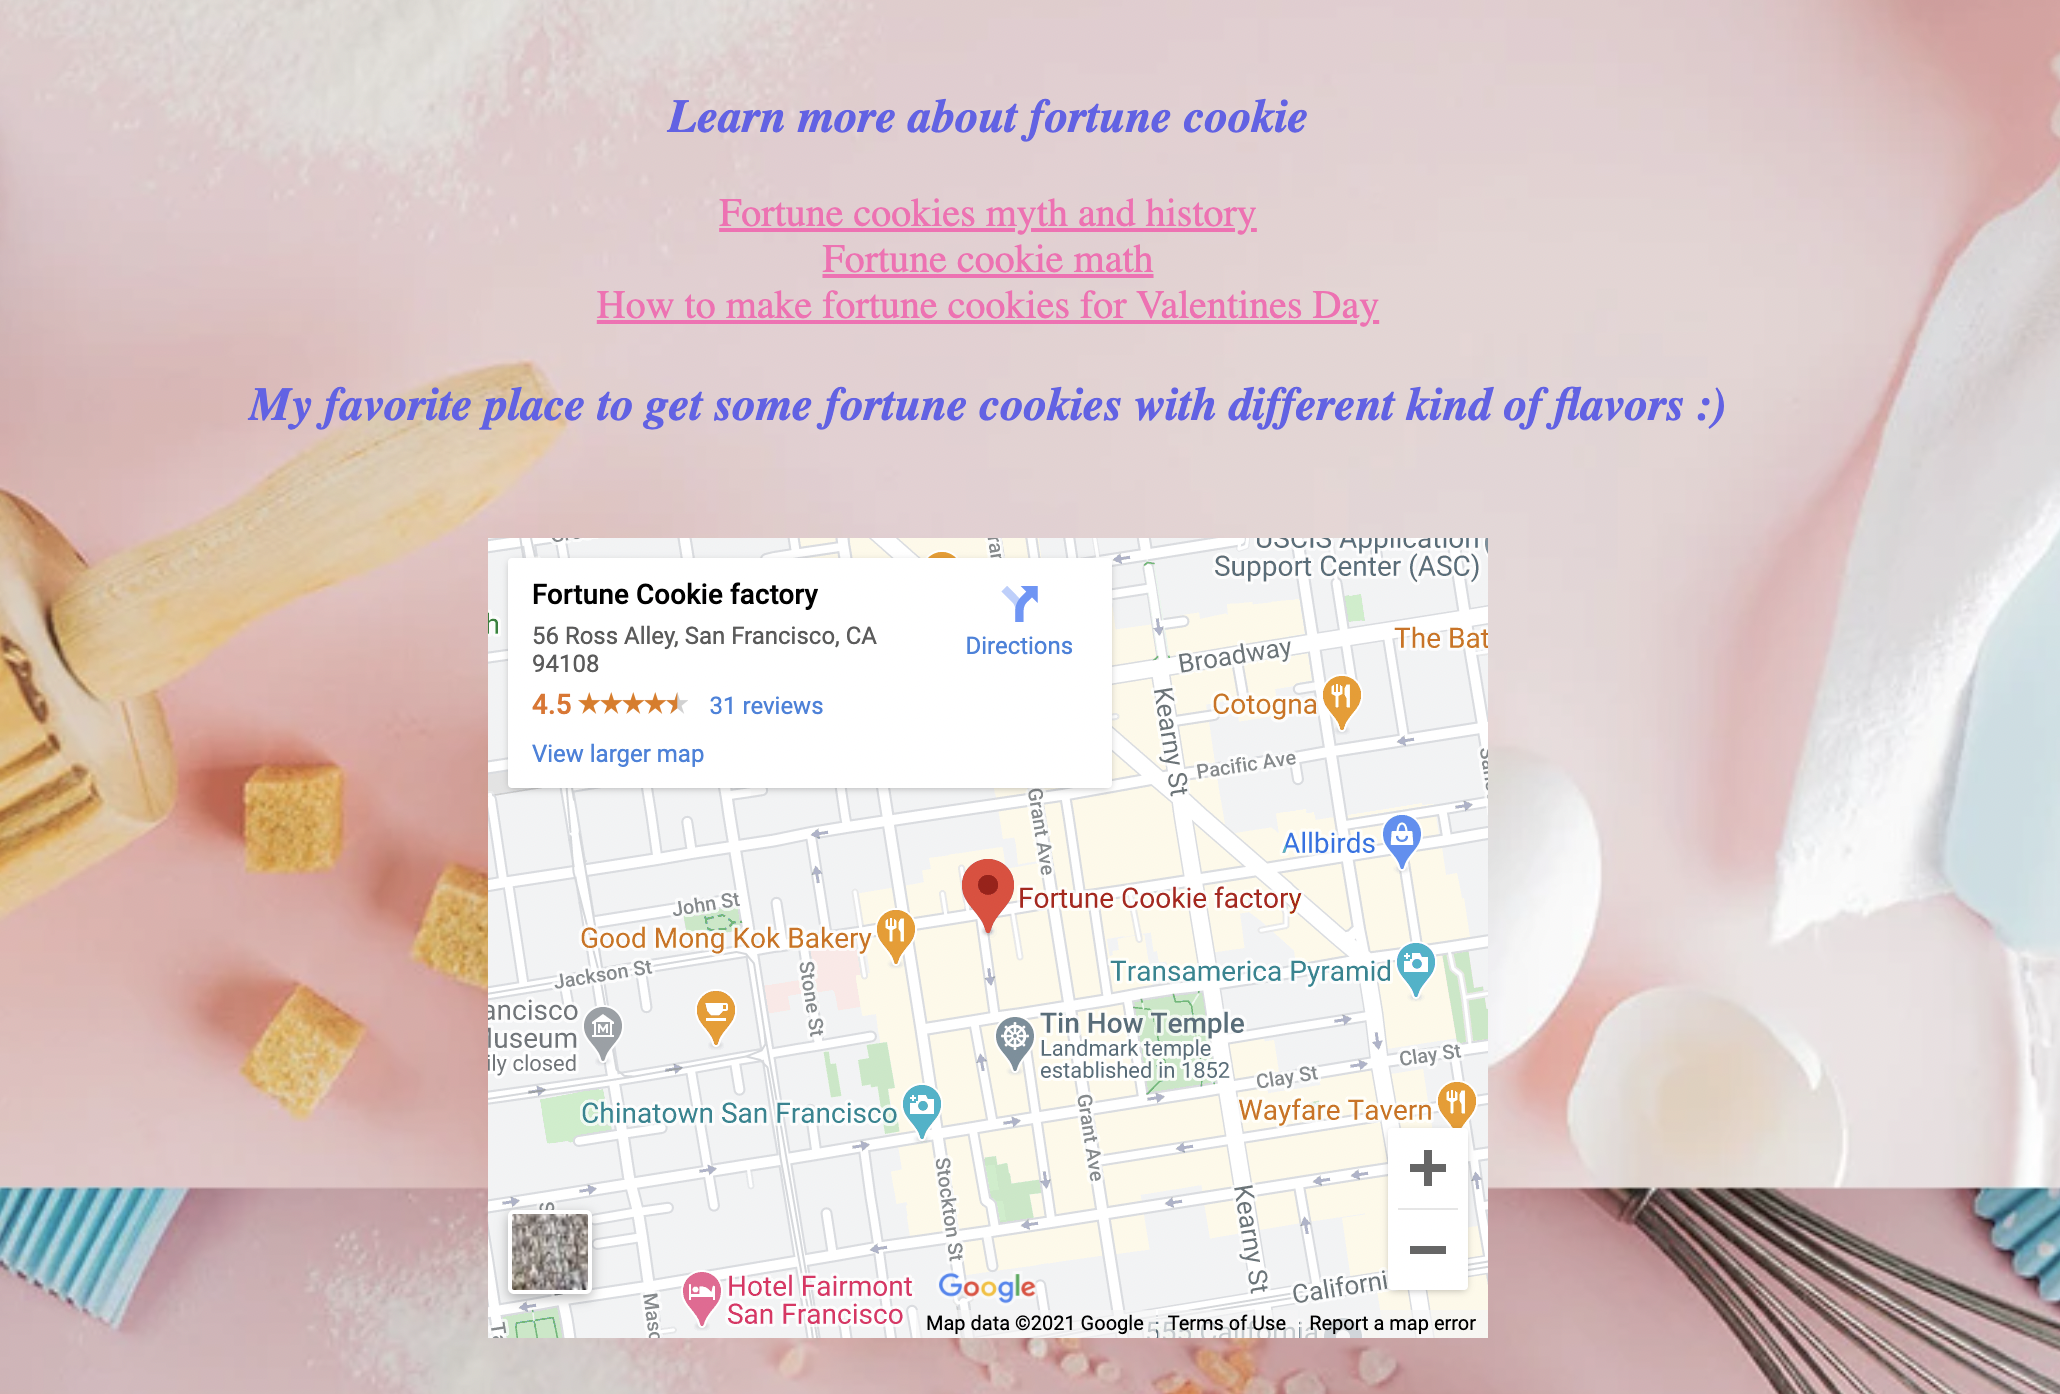 Learn more about fortune cookie
Fortune cookies myth and history
Fortune cookie math
How to make fortune cookies for Valentines Day
My favorite place to get some fortune cookies with different kind of flavors :)
Fortune Cookie factory
56 Ross Alley, San Francisco, CA
94108
Directions
4.5
31 reviews
View larger map
USCIS Application
Support Center (ASC)
h
The Bat
Broadway
Cotogna
Kearny St
Pacific Ave
Grant Ave
Allbirds
Fortune Cookie factory
John St
Good Mong Kok Bakery
Jackson St
Stone St
Transamerica Pyramid
ancisco
useum
ily closed
Tin How Temple
Landmark temple
established in 1852
Clay St
Clay St
Chinatown San Francisco
Wayfare Tavern
Grant Ave
Stockton St
Kearny St
Californi
Hotel Fairmont
San Francisco
Maso
Google
555 California
Map data ©2021 Google
Terms of Use
Report a map error